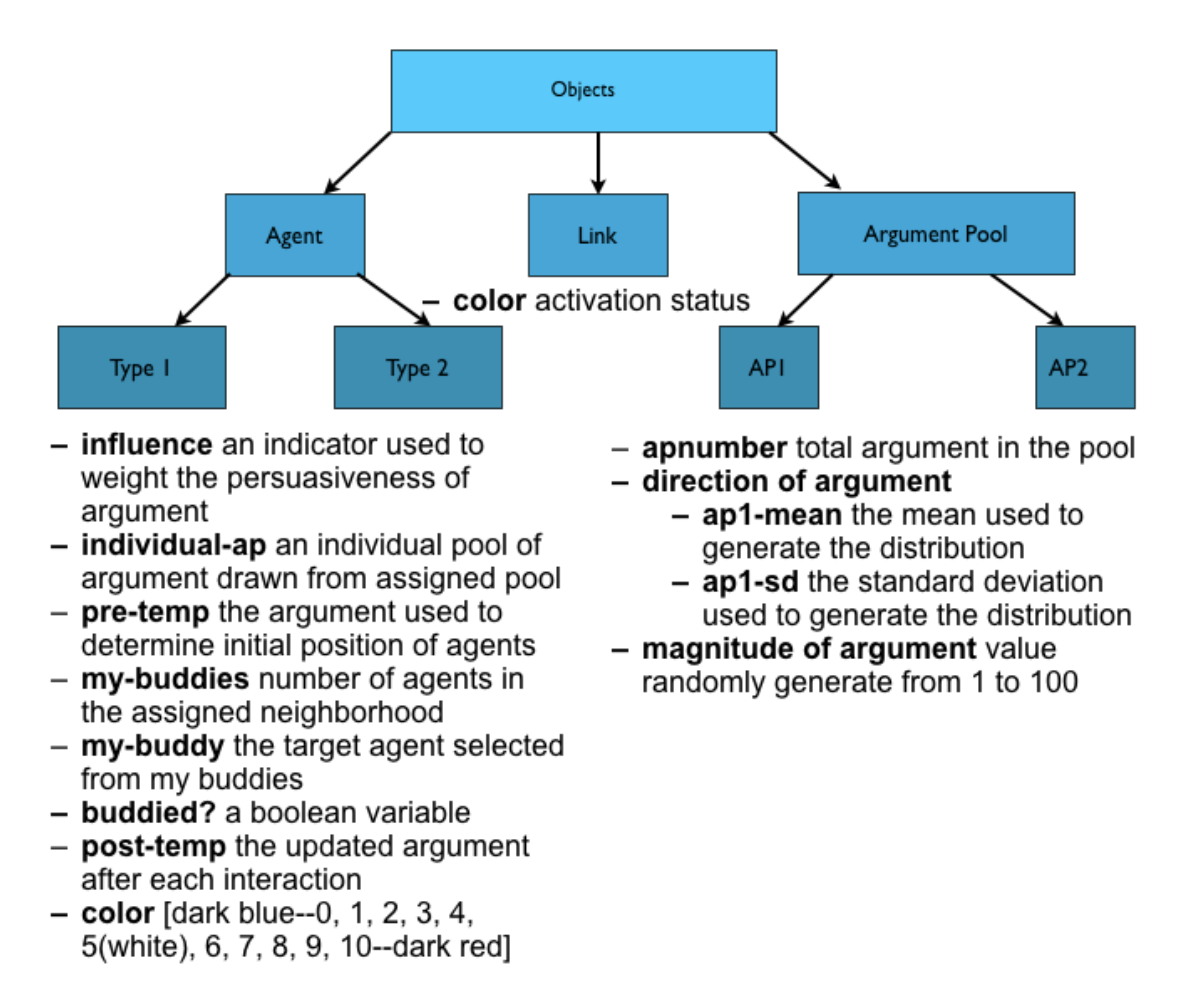 Objects
Agent
Link
Argument Pool
– color activation status
Type 1
Type 2
AP1
AP2
– influence an indicator used to
weight the persuasiveness of
argument
– individual-ap an individual pool of
argument drawn from assigned pool
– pre-temp the argument used to
determine initial position of agents
– my-buddies number of agents in
the assigned neighborhood
– my-buddy the target agent selected
from my buddies
– buddied? a boolean variable
– post-temp the updated argument
after each interaction
– color [dark blue--0, 1, 2, 3, 4,
5(white), 6, 7, 8, 9, 10--dark red]
– apnumber total argument in the pool
– direction of argument
– ap1-mean the mean used to
generate the distribution
– ap1-sd the standard deviation
used to generate the distribution
– magnitude of argument value
randomly generate from 1 to 100